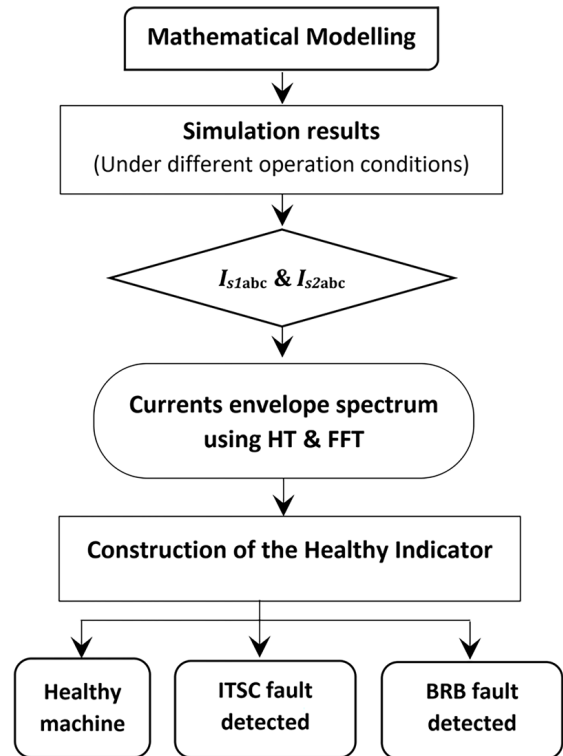 Mathematical Modelling
Simulation results
(Under different operation conditions)
Is1abc & Is2abc
Currents envelope spectrum
using HT & FFT
Construction of the Healthy Indicator
Healthy
machine
ITSC fault
detected
BRB fault
detected